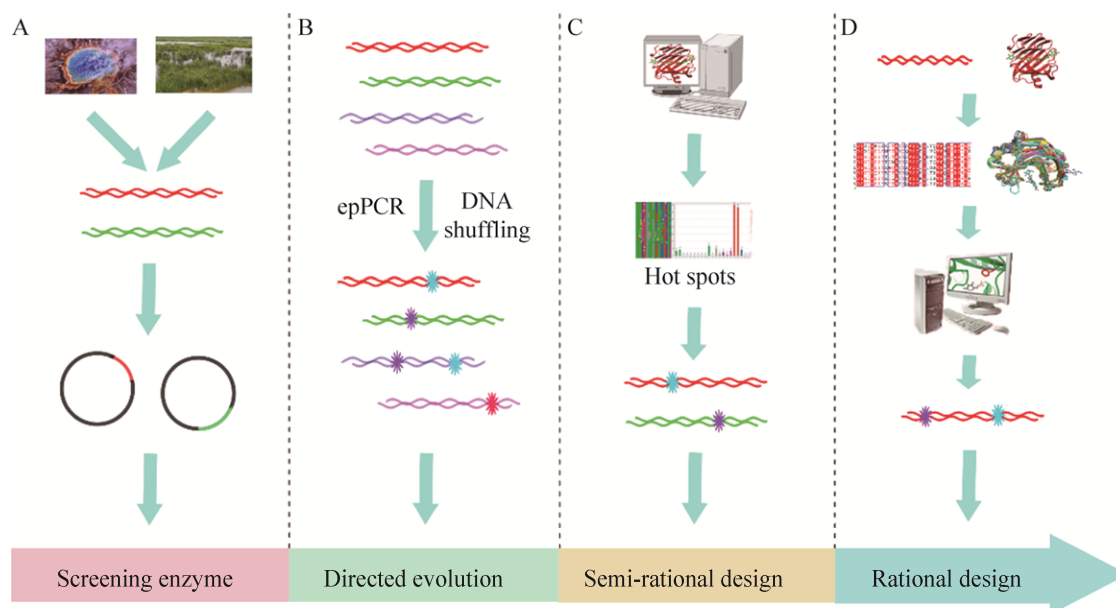 A
B
C
D
epPCR
DNA
shuffling
Hot spots
Screening enzyme
Directed evolution
Semi-rational design
Rational design